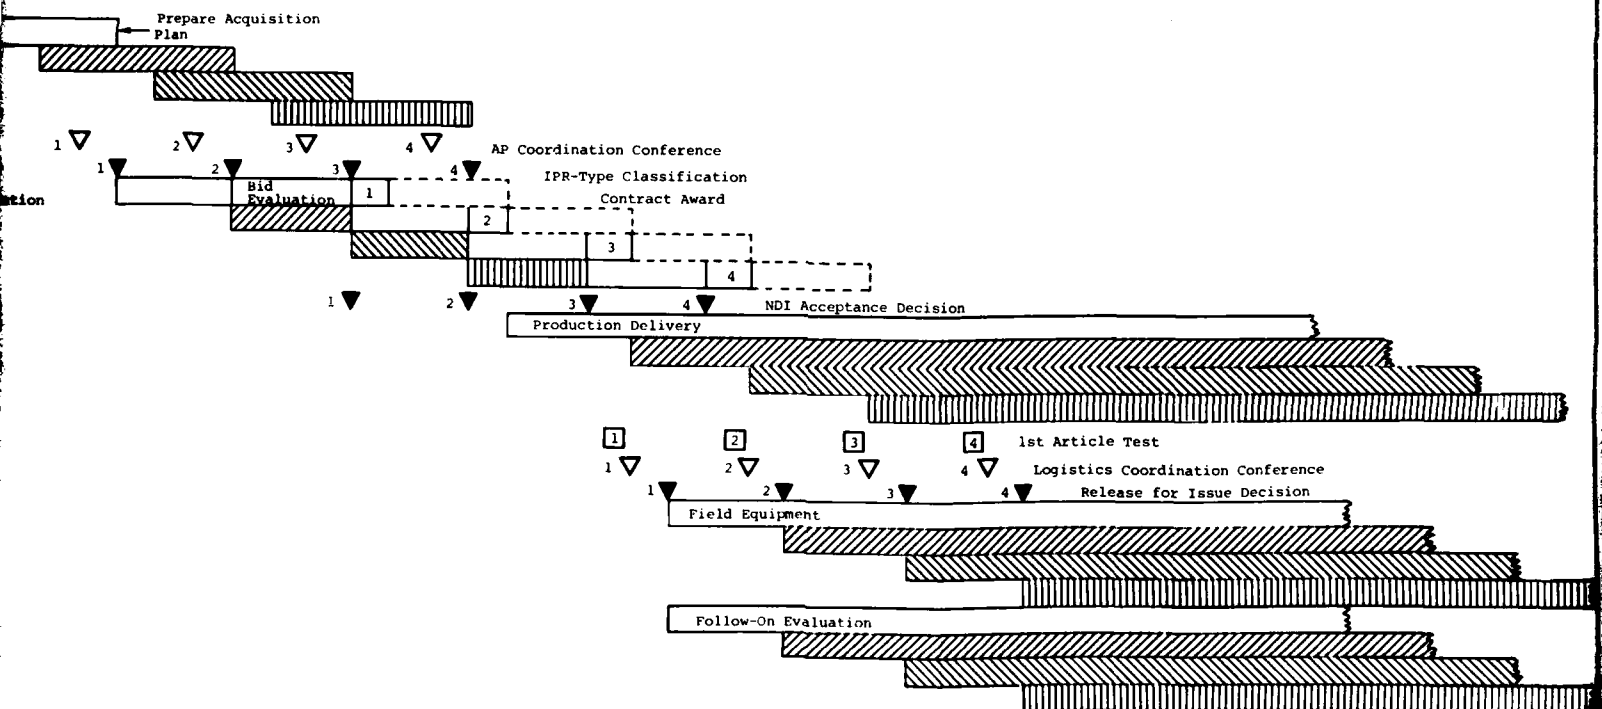 Prepare Acquisition
Plan
1 2 3 4
AP Coordination Conference
1 2 3 4
IPR-Type Classification
Bid
Evaluation
1
tion
Contract Award
2
3
4
1 2 3 4
NDI Acceptance Decision
Production Delivery
1 2 3 4 1st Article Test
1 2 3 4 Logistics Coordination Conference
1 2 3 4 Release for Issue Decision
Field Equipment
Follow-On Evaluation